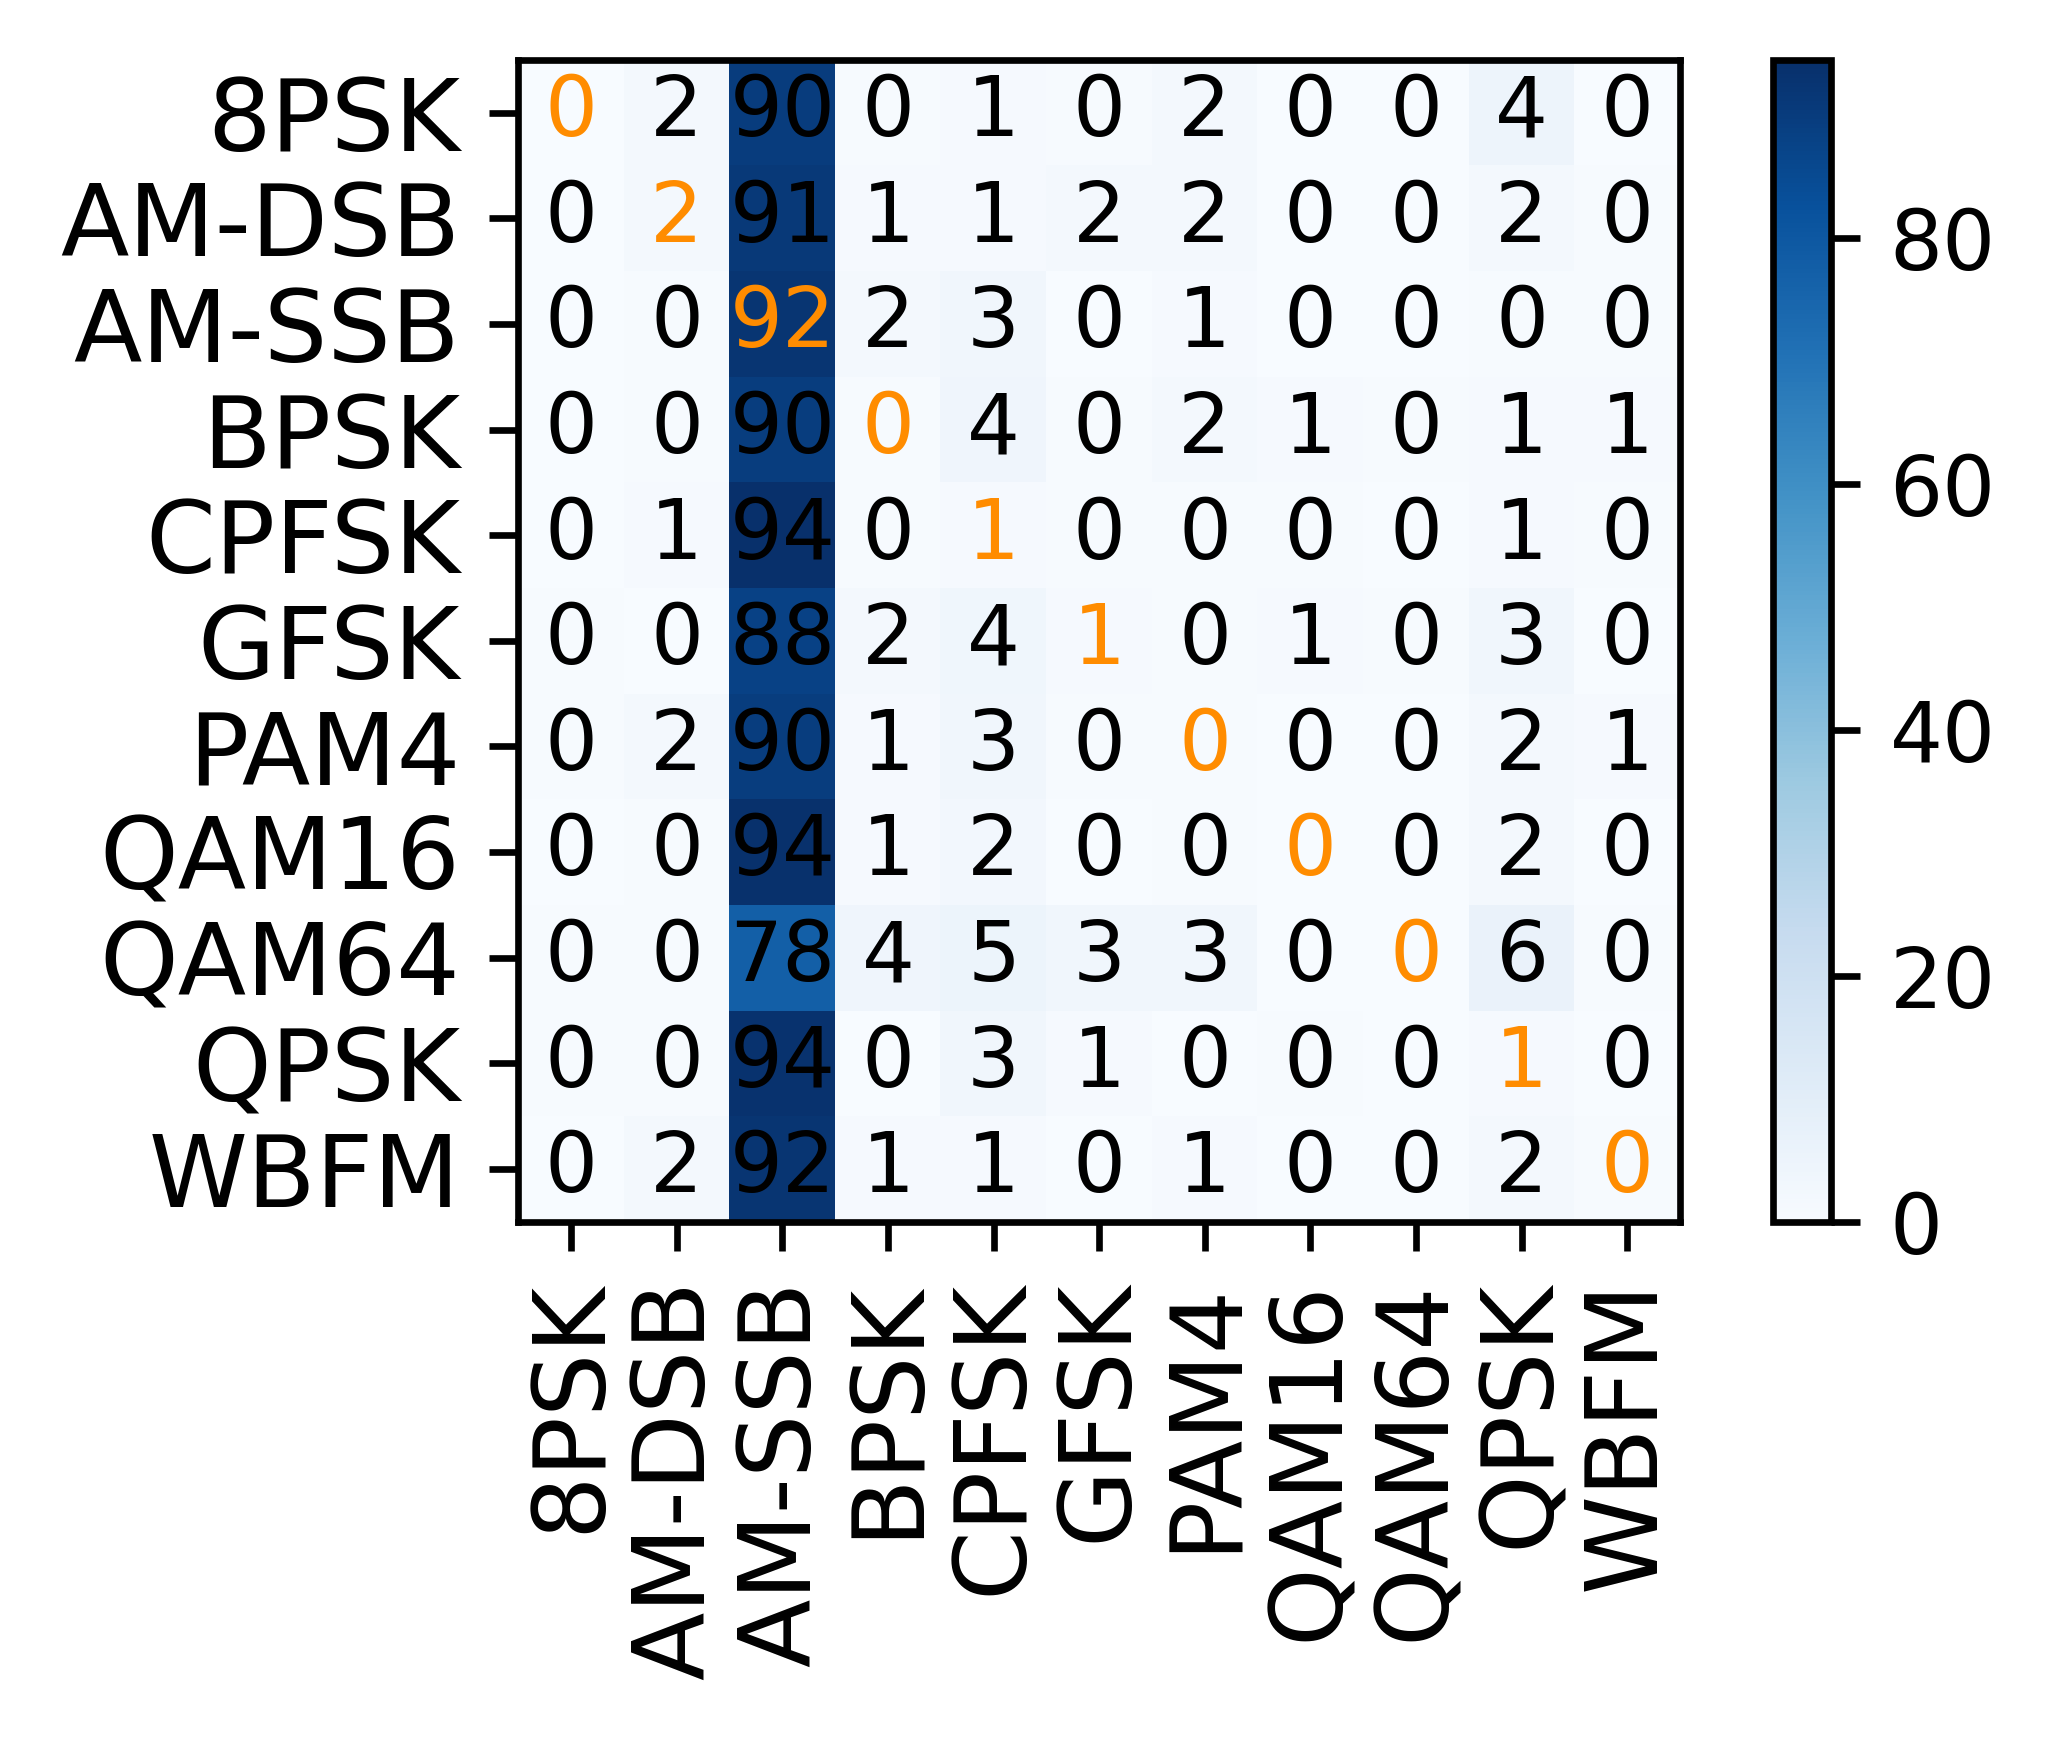 8PSK 0 2 90 0 1 0 2 0 0 4 0
AM-DSB 0 2 91 1 1 2 2 0 0 2 0
AM-SSB 0 0 92 2 3 0 1 0 0 0 0
BPSK 0 0 90 0 4 0 2 1 0 1 1
CPFSK 0 1 94 0 1 0 0 0 0 1 0
GFSK 0 0 88 2 4 1 0 1 0 3 0
PAM4 0 2 90 1 3 0 0 0 0 2 1
QAM16 0 0 94 1 2 0 0 0 0 2 0
QAM64 0 0 78 4 5 3 3 0 0 6 0
QPSK 0 0 94 0 3 1 0 0 0 1 0
WBFM 0 2 92 1 1 0 1 0 0 2 0
8PSK
AM-DSB
AM-SSB
BPSK
CPFSK
GFSK
PAM4
QAM16
QAM64
QPSK
WBFM
80
60
40
20
0